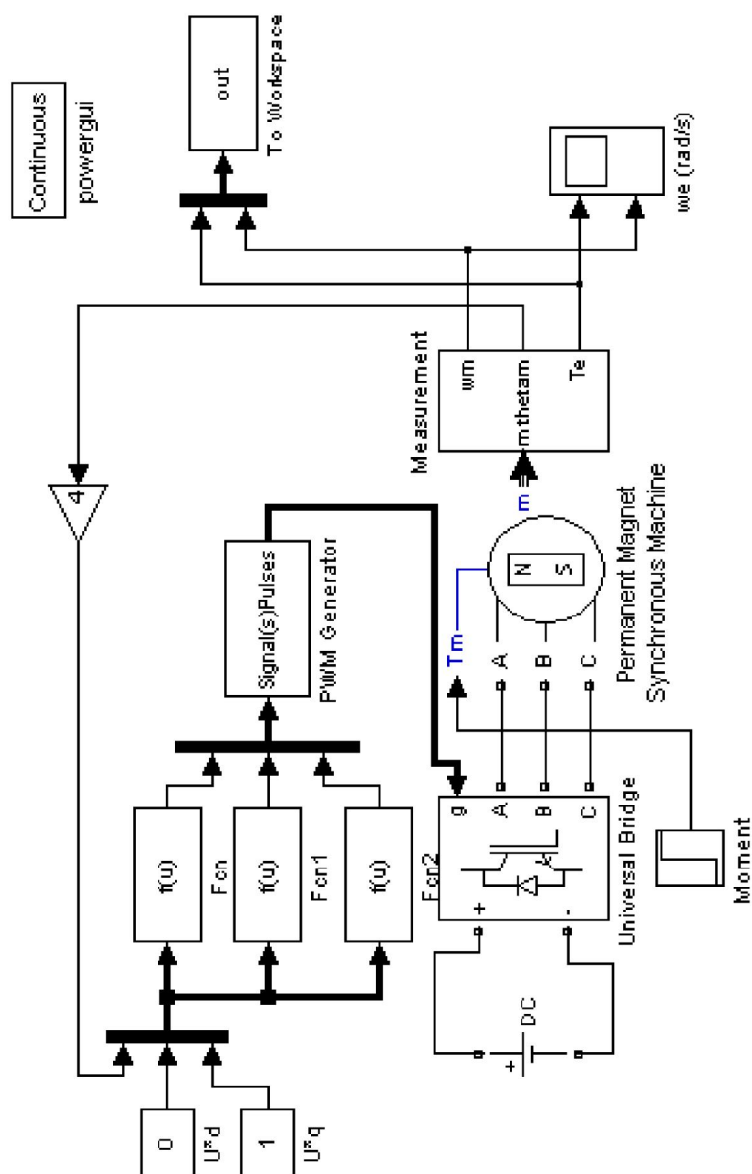 Continuous
powergui
4
out
To Workspace
0
U*d
1
U*q
f(u)
Fcn
f(u)
Fcn1
f(u)
Fcn2
Signal(s)Pulses
PWM Generator
Measurement
wm
m thetam
Te
we (rad/s)
g
A
B
C
+
-
Universal Bridge
+
DC
Tm
A
B
C
N
S
m
Permanent Magnet
Synchronous Machine
Moment